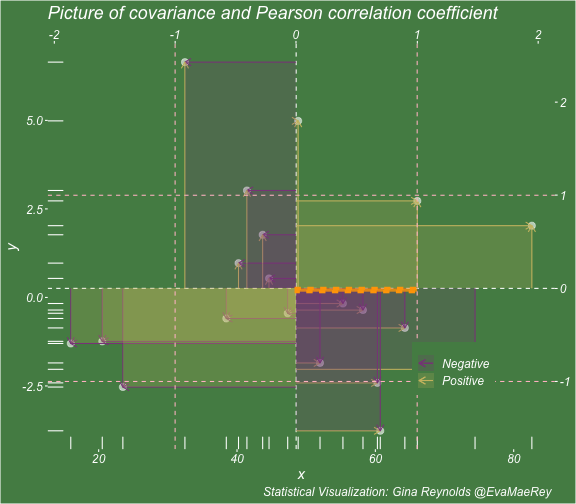 Picture of covariance and Pearson correlation coefficient
-2 -1 0 1 2
5.0
2
2.5
1
y
0.0
0
Negative
Positive
-2.5
-1
20 40 60 80
x
Statistical Visualization: Gina Reynolds @EvaMaeRey